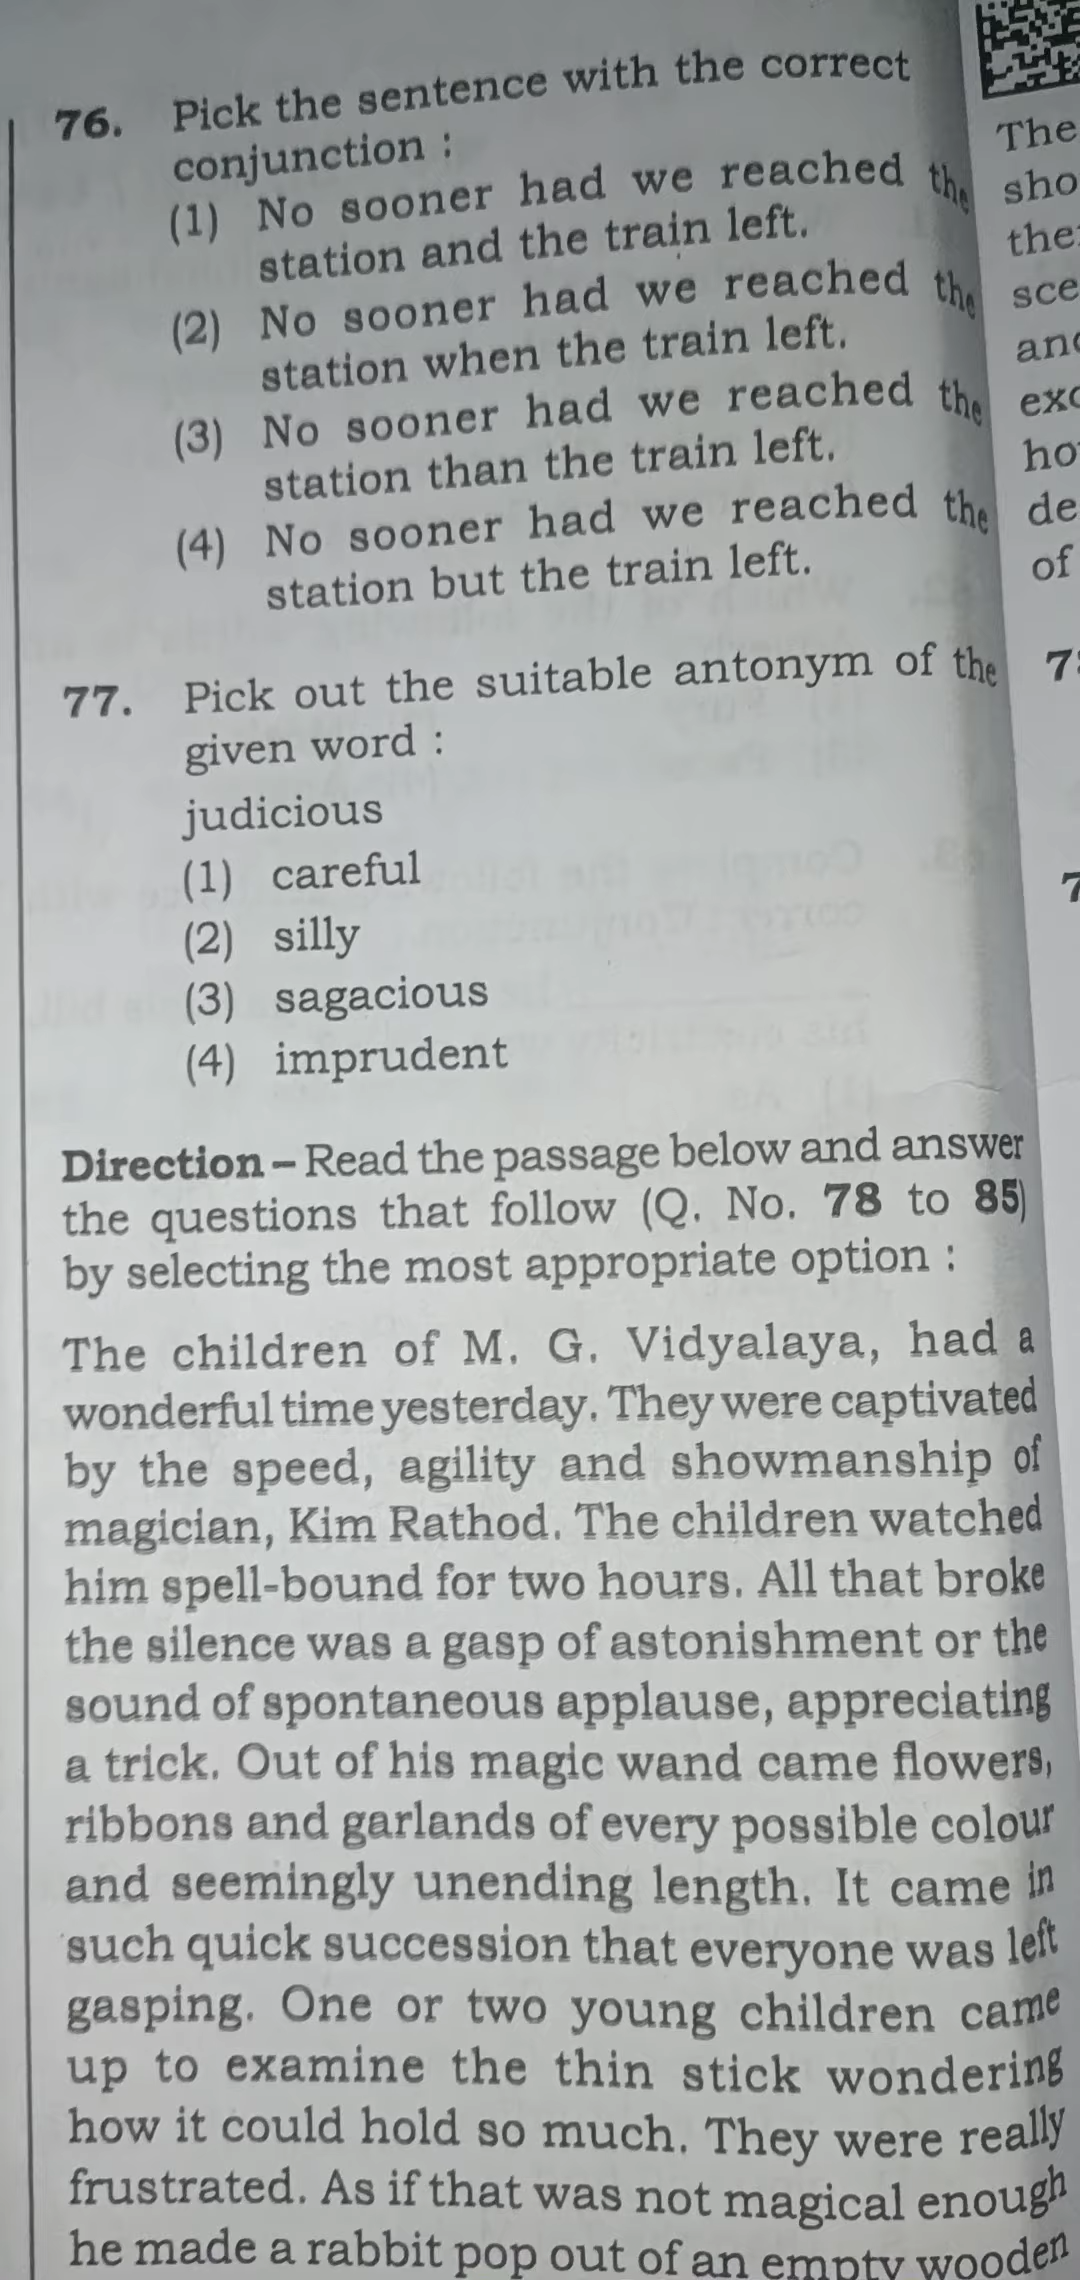 76. Pick the sentence with the correct
conjunction :
(1) No sooner had we reached the
station and the train left.
(2) No sooner had we reached the
station when the train left.
(3) No sooner had we reached the
station than the train left.
(4) No sooner had we reached the
station but the train left.
77. Pick out the suitable antonym of the
given word :
judicious
(1) careful
(2) silly
(3) sagacious
(4) imprudent
Direction – Read the passage below and answer
the questions that follow (Q. No. 78 to 85)
by selecting the most appropriate option :
The children of M. G. Vidyalaya, had a
wonderful time yesterday. They were captivated
by the speed, agility and showmanship of
magician, Kim Rathod. The children watched
him spell-bound for two hours. All that broke
the silence was a gasp of astonishment or the
sound of spontaneous applause, appreciating
a trick. Out of his magic wand came flowers,
ribbons and garlands of every possible colour
and seemingly unending length. It came in
such quick succession that everyone was left
gasping. One or two young children came
up to examine the thin stick wondering
how it could hold so much. They were really
frustrated. As if that was not magical enough
he made a rabbit pop out of an empty wooden
The
of